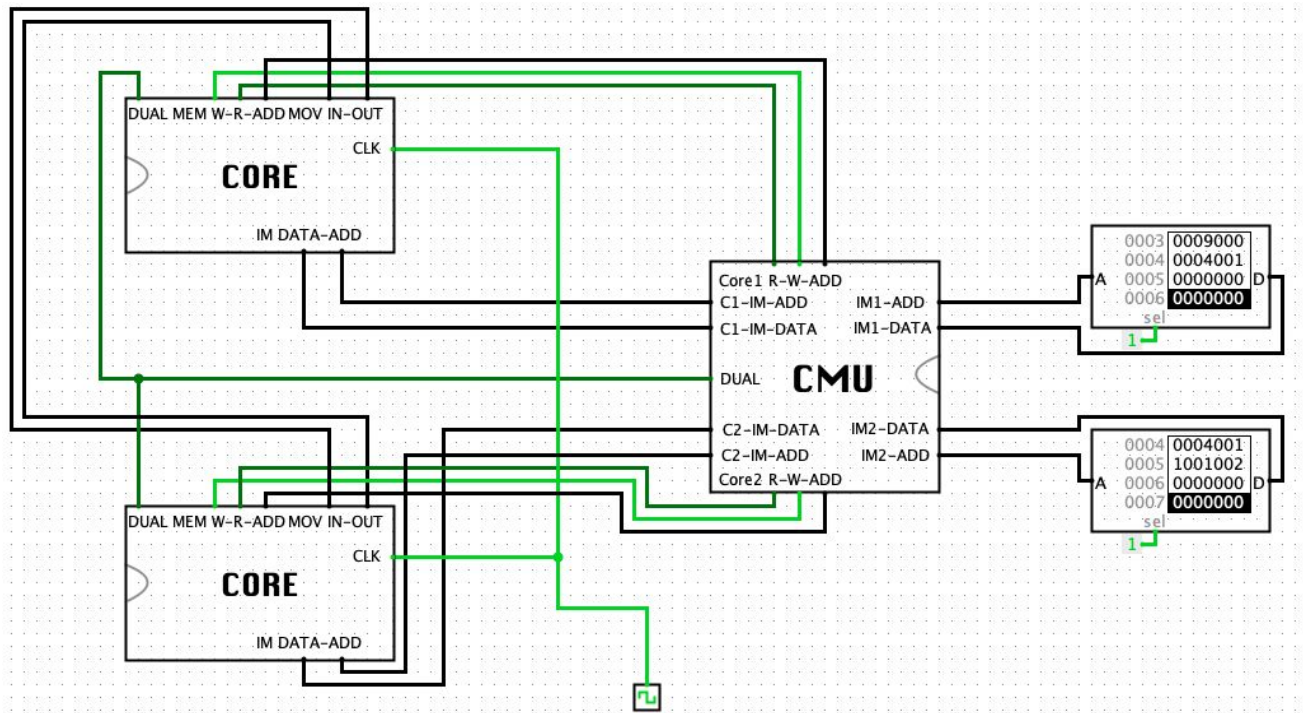 DUAL MEM W-R-ADD MOV IN-OUT
CLK
CORE
IM DATA-ADD
Core1 R-W-ADD
C1-IM-ADD IM1-ADD
C1-IM-DATA IM1-DATA
DUAL CMU
C2-IM-DATA IM2-DATA
C2-IM-ADD IM2-ADD
Core2 R-W-ADD
0003 0009000
0004 0004001
A 0005 0000000 D
0006 0000000
sel
1
0004 0004001
0005 1001002
A 0006 0000000 D
0007 0000000
sel
1
DUAL MEM W-R-ADD MOV IN-OUT
CLK
CORE
IM DATA-ADD